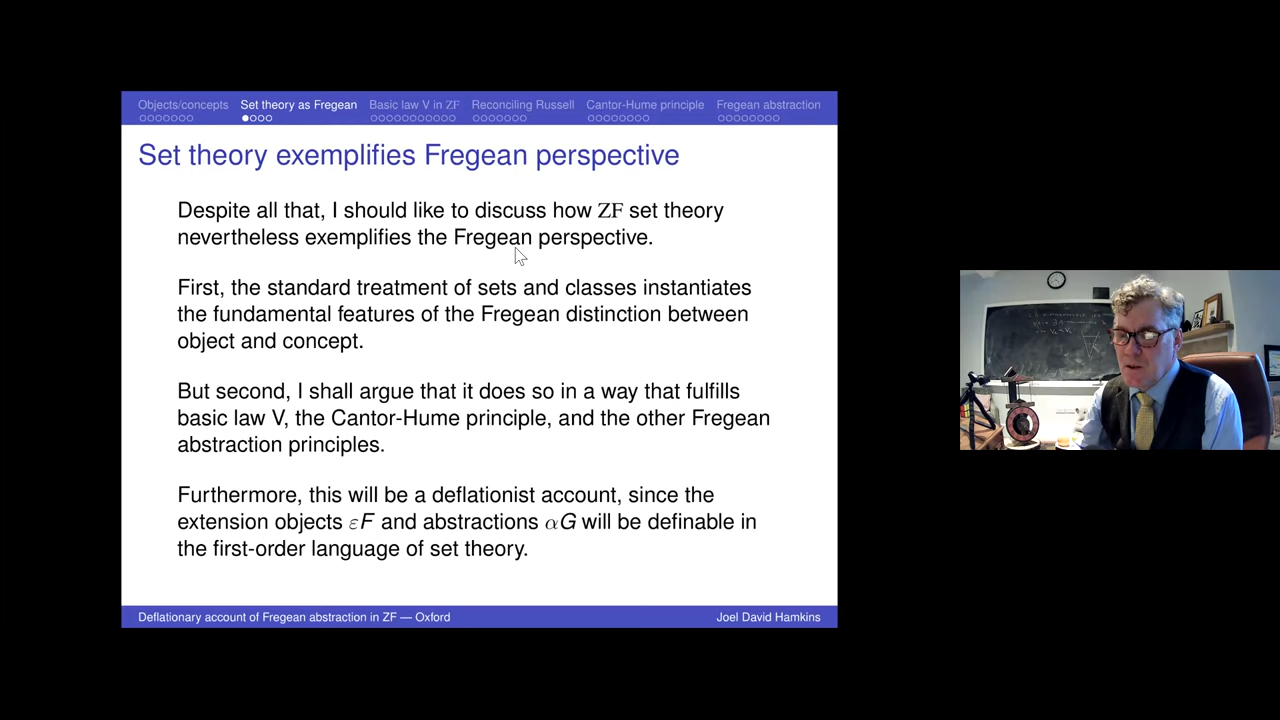 Objects/concepts Set theory as Fregean Basic law V in ZF Reconciling Russell Cantor-Hume principle Fregean abstraction
Set theory exemplifies Fregean perspective
Despite all that, I should like to discuss how ZF set theory
nevertheless exemplifies the Fregean perspective.
First, the standard treatment of sets and classes instantiates
the fundamental features of the Fregean distinction between
object and concept.
But second, I shall argue that it does so in a way that fulfills
basic law V, the Cantor-Hume principle, and the other Fregean
abstraction principles.
Furthermore, this will be a deflationist account, since the
extension objects εF and abstractions αG will be definable in
the first-order language of set theory.
Deflationary account of Fregean abstraction in ZF — Oxford Joel David Hamkins